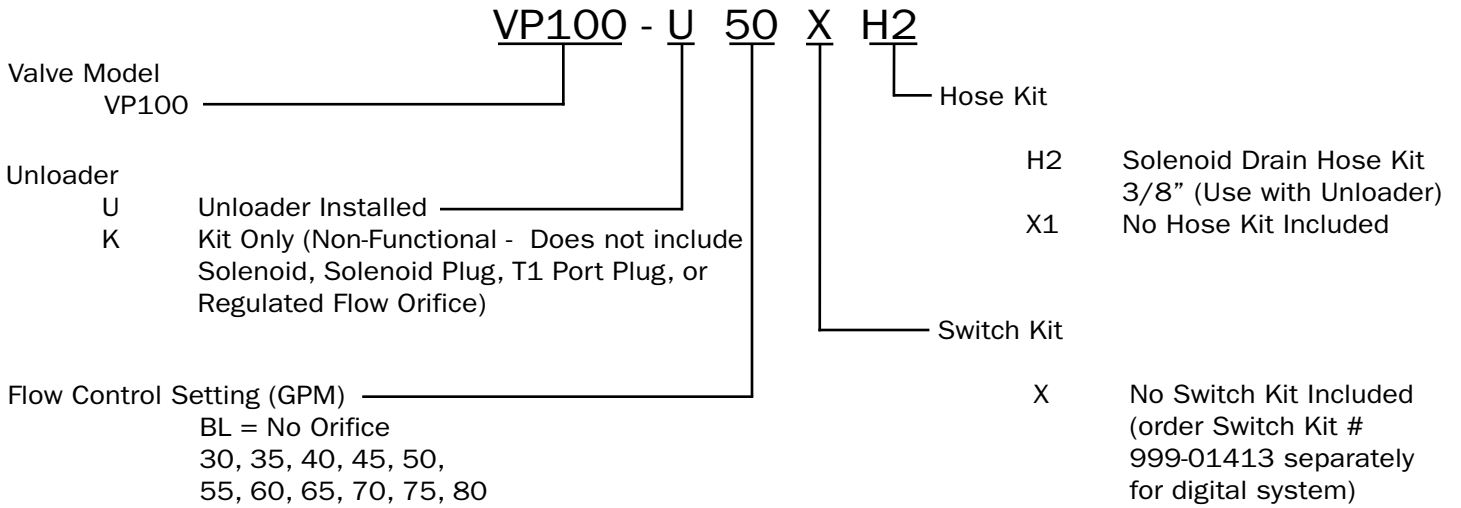 VP100 - U 50 X H2
Valve Model
VP100
Unloader
U Unloader Installed
K Kit Only (Non-Functional - Does not include
Solenoid, Solenoid Plug, T1 Port Plug, or
Regulated Flow Orifice)
Flow Control Setting (GPM)
BL = No Orifice
30, 35, 40, 45, 50,
55, 60, 65, 70, 75, 80
Hose Kit
H2 Solenoid Drain Hose Kit
3/8” (Use with Unloader)
X1 No Hose Kit Included
Switch Kit
X No Switch Kit Included
(order Switch Kit #
999-01413 separately
for digital system)